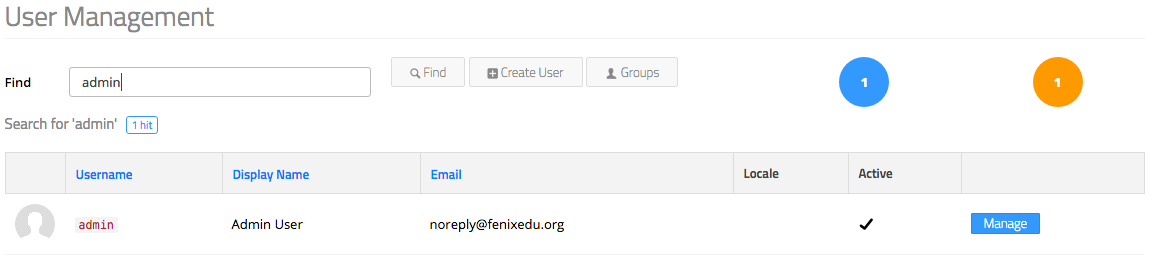 User Management
Find admin Find Create User Groups 1 1
Search for 'admin' 1 hit
Username Display Name Email Locale Active
admin Admin User noreply@fenixedu.org Manage